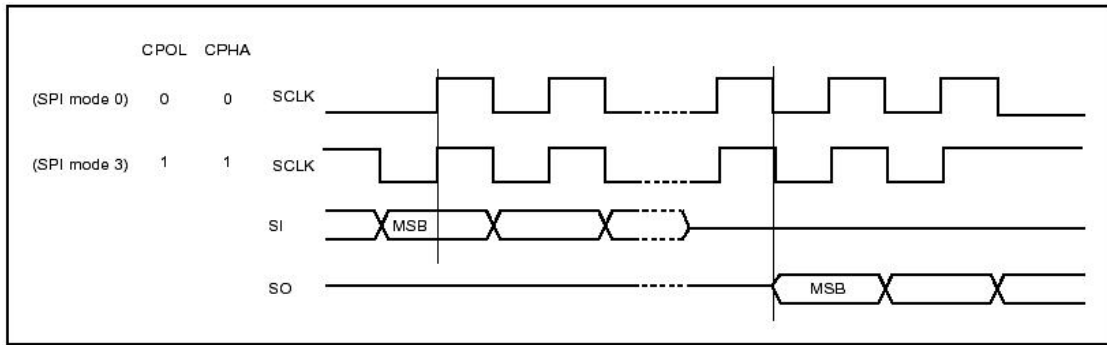 CPOL CPHA
(SPI mode 0) 0 0 SCLK
(SPI mode 3) 1 1 SCLK
SI MSB
SO MSB